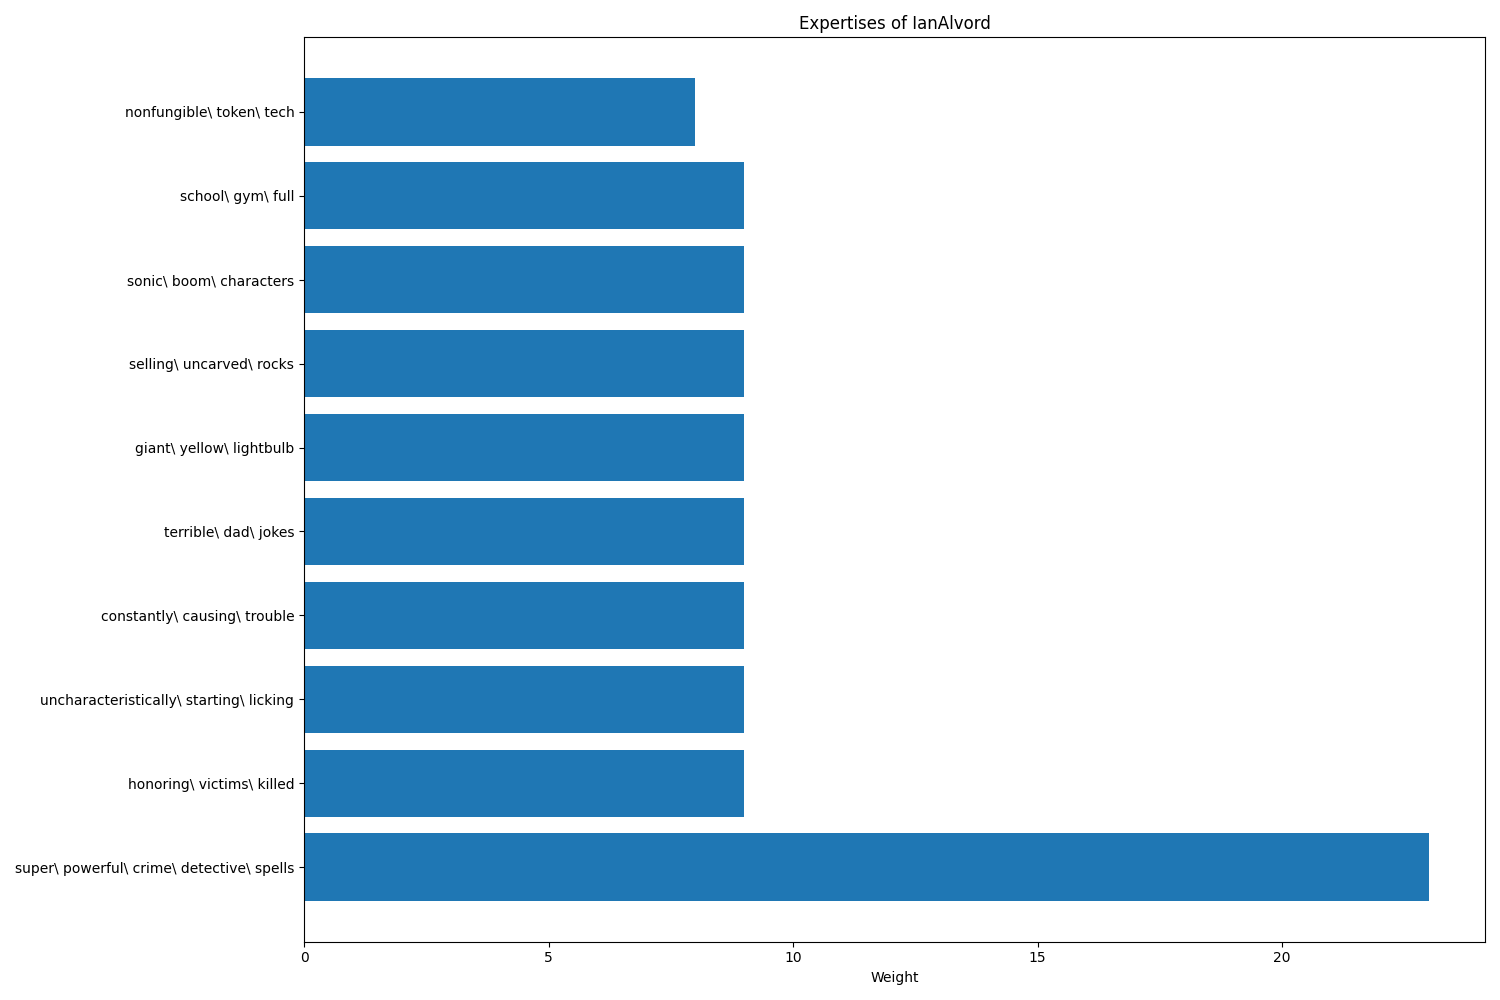 Expertises of IanAlvord
nonfungible\ token\ tech
school\ gym\ full
sonic\ boom\ characters
selling\ uncarved\ rocks
giant\ yellow\ lightbulb
terrible\ dad\ jokes
constantly\ causing\ trouble
uncharacteristically\ starting\ licking
honoring\ victims\ killed
super\ powerful\ crime\ detective\ spells
0 5 10 15 20
Weight